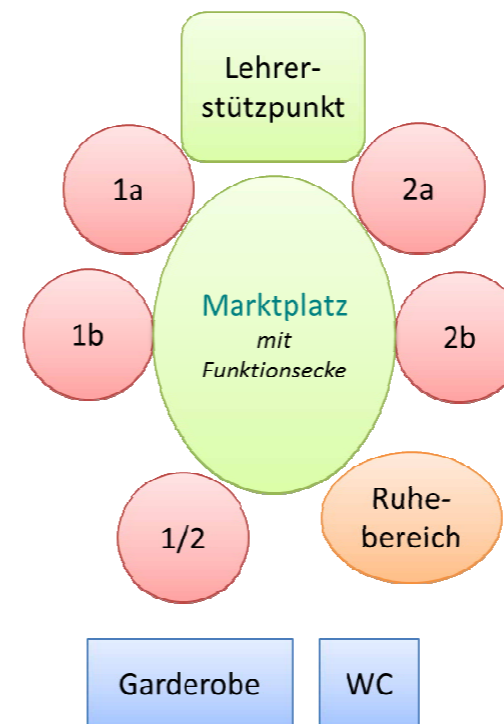 Lehrer-
stützpunkt
1a
2a
Marktplatz
mit
Funktionsecke
1b
2b
1/2
Ruhe-
bereich
Garderobe
WC